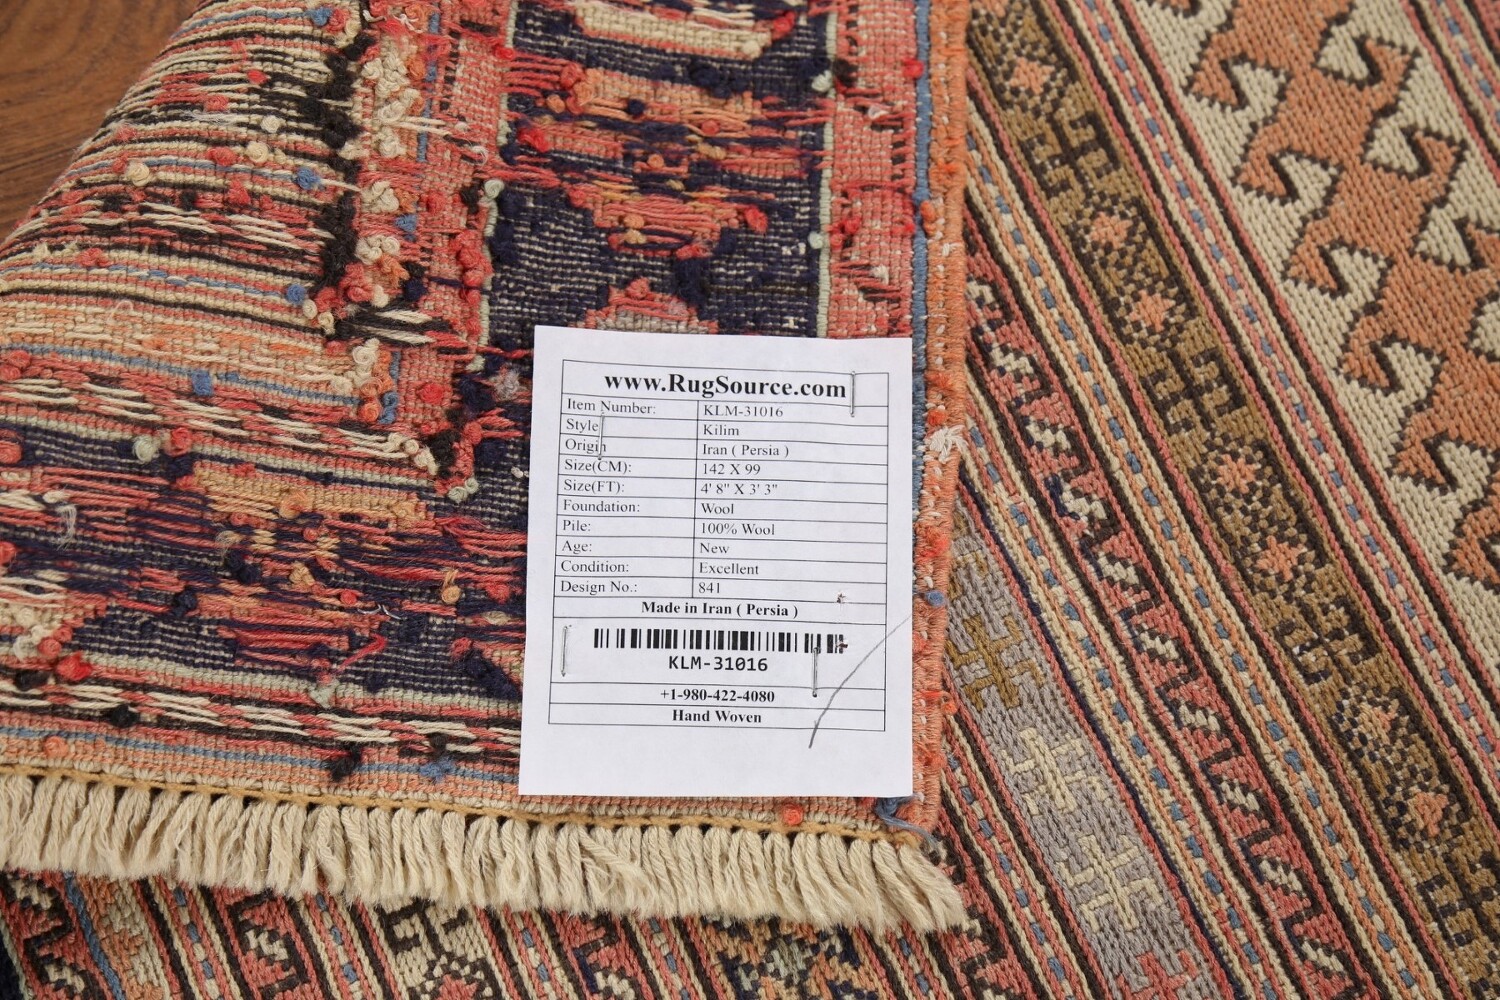 www.RugSource.com
Item Number: KLM-31016
Style Kilim
Origin Iran ( Persia )
Size(CM): 142 X 99
Size(FT): 4' 8" X 3' 3"
Foundation: Wool
Pile: 100% Wool
Age: New
Condition: Excellent
Design No.: 841
Made in Iran ( Persia )
KLM-31016
+1-980-422-4080
Hand Woven